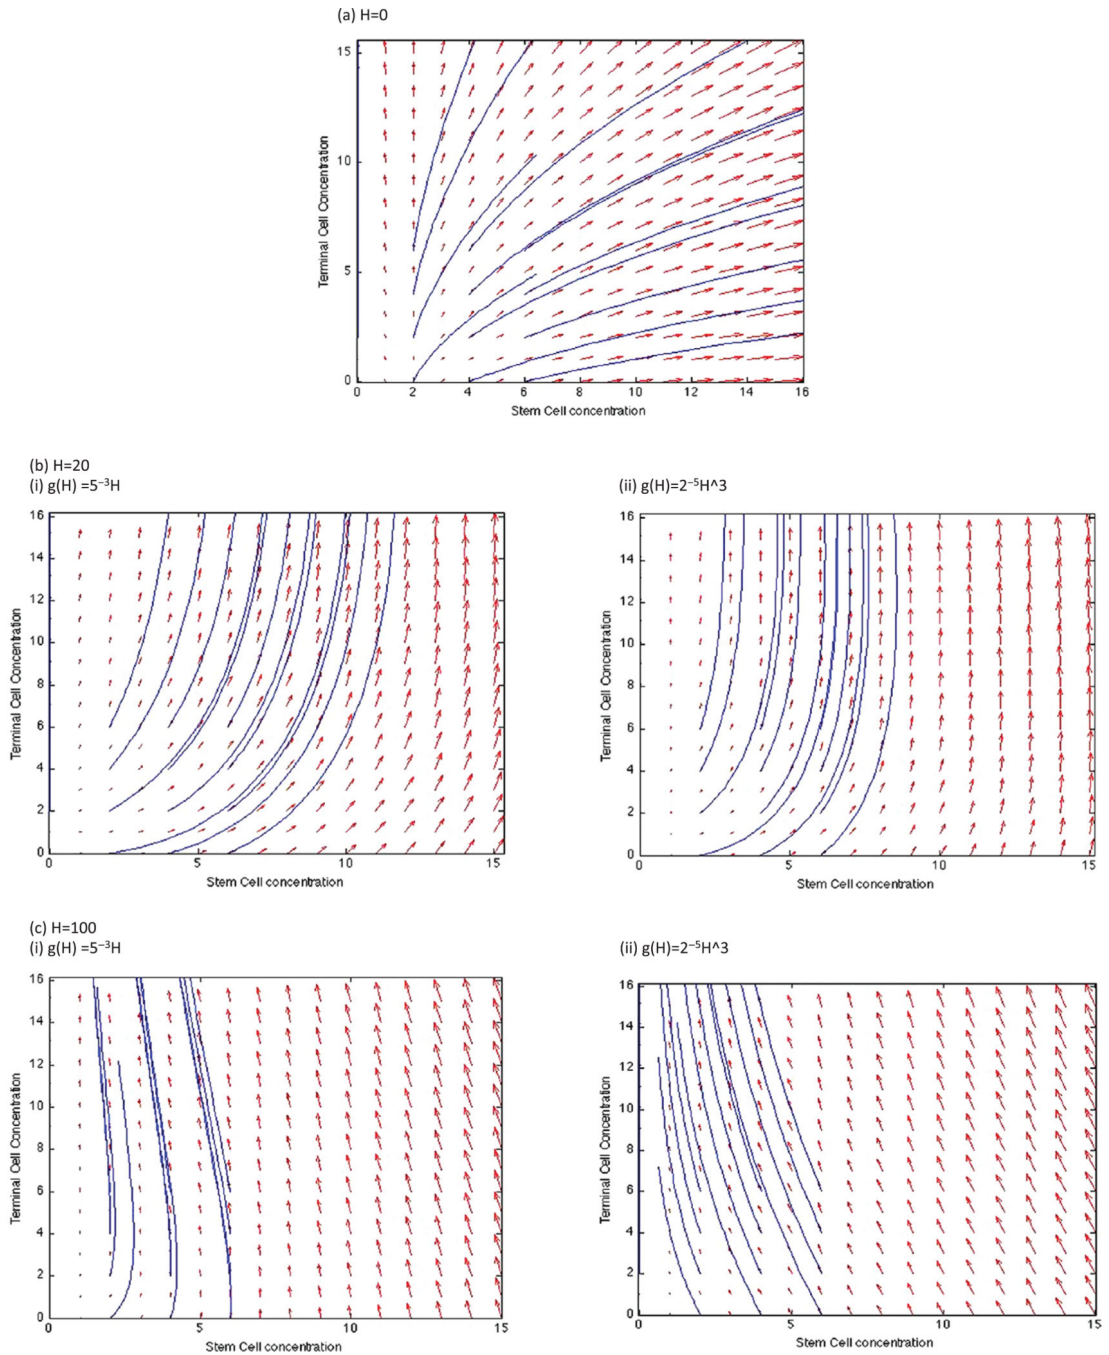 (a) H=0
15
10
5
0
Terminal Cell Concentration
0 2 4 6 8 10 12 14 16
Stem Cell concentration
(b) H=20
(i) g(H) =5⁻³H
16
14
12
10
8
6
4
2
0
Terminal Cell Concentration
0 5 10 15
Stem Cell concentration
(ii) g(H)=2⁻⁵H^3
16
14
12
10
8
6
4
2
0
Terminal Cell Concentration
0 5 10 15
Stem Cell concentration
(c) H=100
(i) g(H) =5⁻³H
16
14
12
10
8
6
4
2
0
Terminal Cell Concentration
0 5 10 15
Stem Cell concentration
(ii) g(H)=2⁻⁵H^3
16
14
12
10
8
6
4
2
0
Terminal Cell Concentration
0 5 10 15
Stem Cell concentration